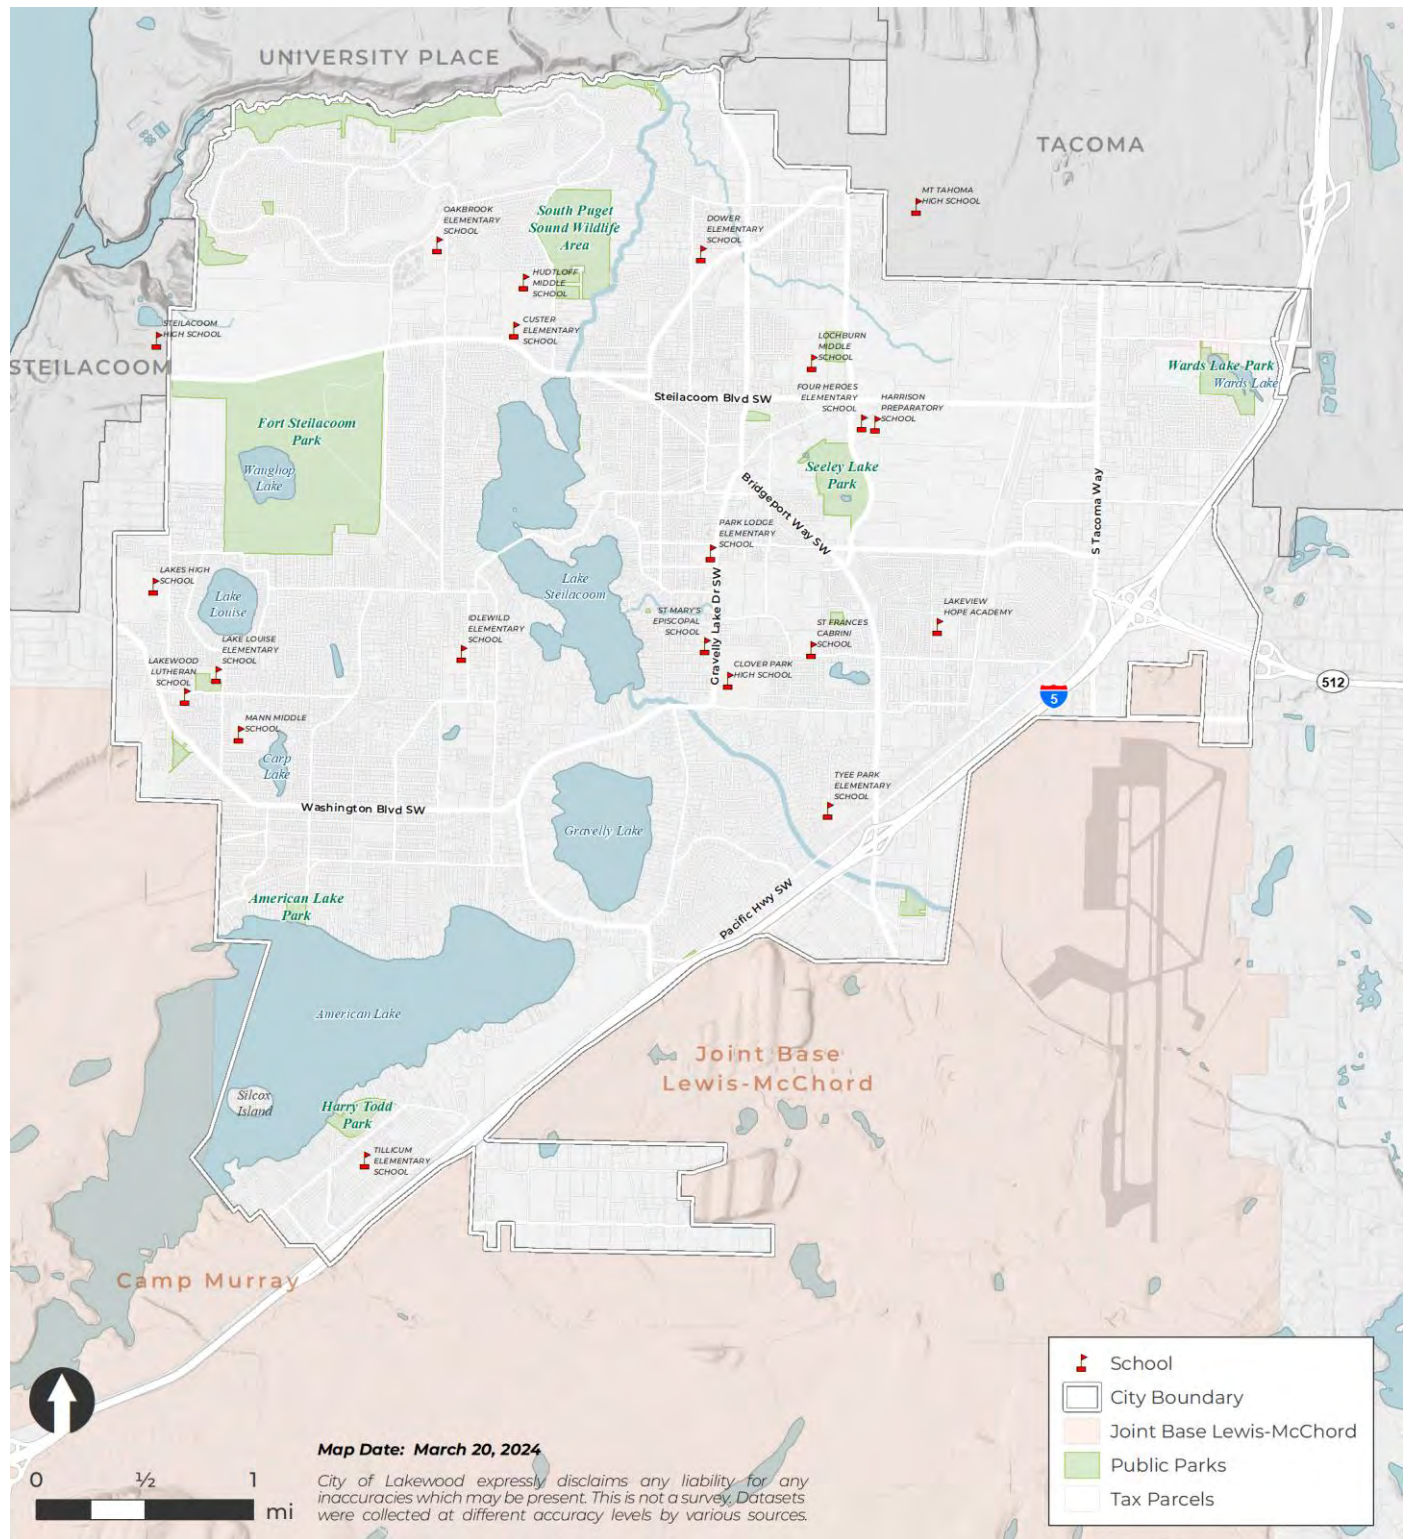 UNIVERSITY PLACE
TACOMA
MT TAHOMA
HIGH SCHOOL
OAKBROOK
ELEMENTARY
SCHOOL
South Puget
Sound Wildlife
Area
DOWER
ELEMENTARY
SCHOOL
HUDTLOFF
MIDDLE
SCHOOL
CUSTER
ELEMENTARY
SCHOOL
STEILACOOM
HIGH SCHOOL
STEILACOOM
LOCHBURN
MIDDLE
SCHOOL
Wards Lake Park
Wards Lake
Steilacoom Blvd SW
FOUR HEROES
ELEMENTARY
SCHOOL
HARRISON
PREPARATORY
SCHOOL
Fort Steilacoom
Park
Waughop
Lake
Seeley Lake
Park
Bridgeport Way SW
S Tacoma Way
PARK LODGE
ELEMENTARY
SCHOOL
LAKES HIGH
SCHOOL
Lake
Louise
Lake
Steilacoom
Gravelly Lake Dr SW
ST MARY'S
EPISCOPAL
SCHOOL
IDLEWILD
ELEMENTARY
SCHOOL
ST FRANCES
CABRINI
SCHOOL
LAKEVIEW
HOPE ACADEMY
LAKE LOUISE
ELEMENTARY
SCHOOL
LAKEWOOD
LUTHERAN
SCHOOL
CLOVER PARK
HIGH SCHOOL
512
5
MANN MIDDLE
SCHOOL
Carp
Lake
TYEE PARK
ELEMENTARY
SCHOOL
Washington Blvd SW
Gravelly Lake
American Lake
Park
Pacific Hwy SW
American Lake
Joint Base
Lewis-McChord
Silcox
Island
Harry Todd
Park
TILLICUM
ELEMENTARY
SCHOOL
Camp Murray
School
City Boundary
Joint Base Lewis-McChord
Public Parks
Tax Parcels
Map Date: March 20, 2024
City of Lakewood expressly disclaims any liability for any
inaccuracies which may be present. This is not a survey. Datasets
were collected at different accuracy levels by various sources.
0 ½ 1
mi